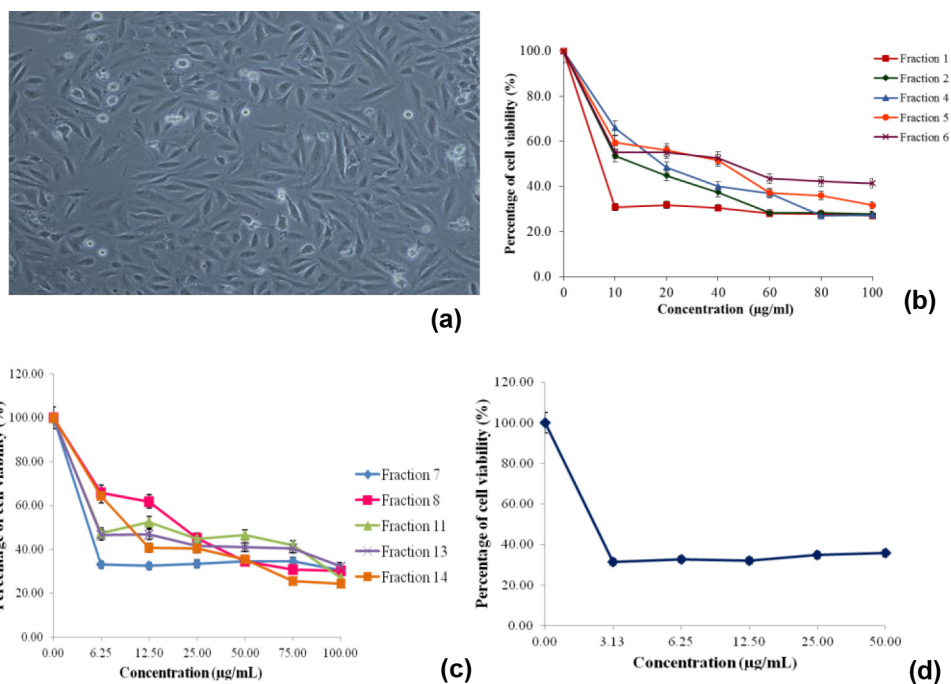 (a)
100.0
80.0
60.0
40.0
20.0
0.0
Percentage of cell viability (%)
0 10 20 40 60 80 100
Concentration (µg/ml)
Fraction 1
Fraction 2
Fraction 4
Fraction 5
Fraction 6
(b)
120.00
100.00
80.00
60.00
40.00
20.00
0.00
Percentage of cell viability (%)
0.00 6.25 12.50 25.00 50.00 75.00 100.00
Concentration (µg/mL)
Fraction 7
Fraction 8
Fraction 11
Fraction 13
Fraction 14
(c)
120.00
100.00
80.00
60.00
40.00
20.00
0.00
Percentage of cell viability (%)
0.00 3.13 6.25 12.50 25.00 50.00
Concentration (µg/mL)
(d)